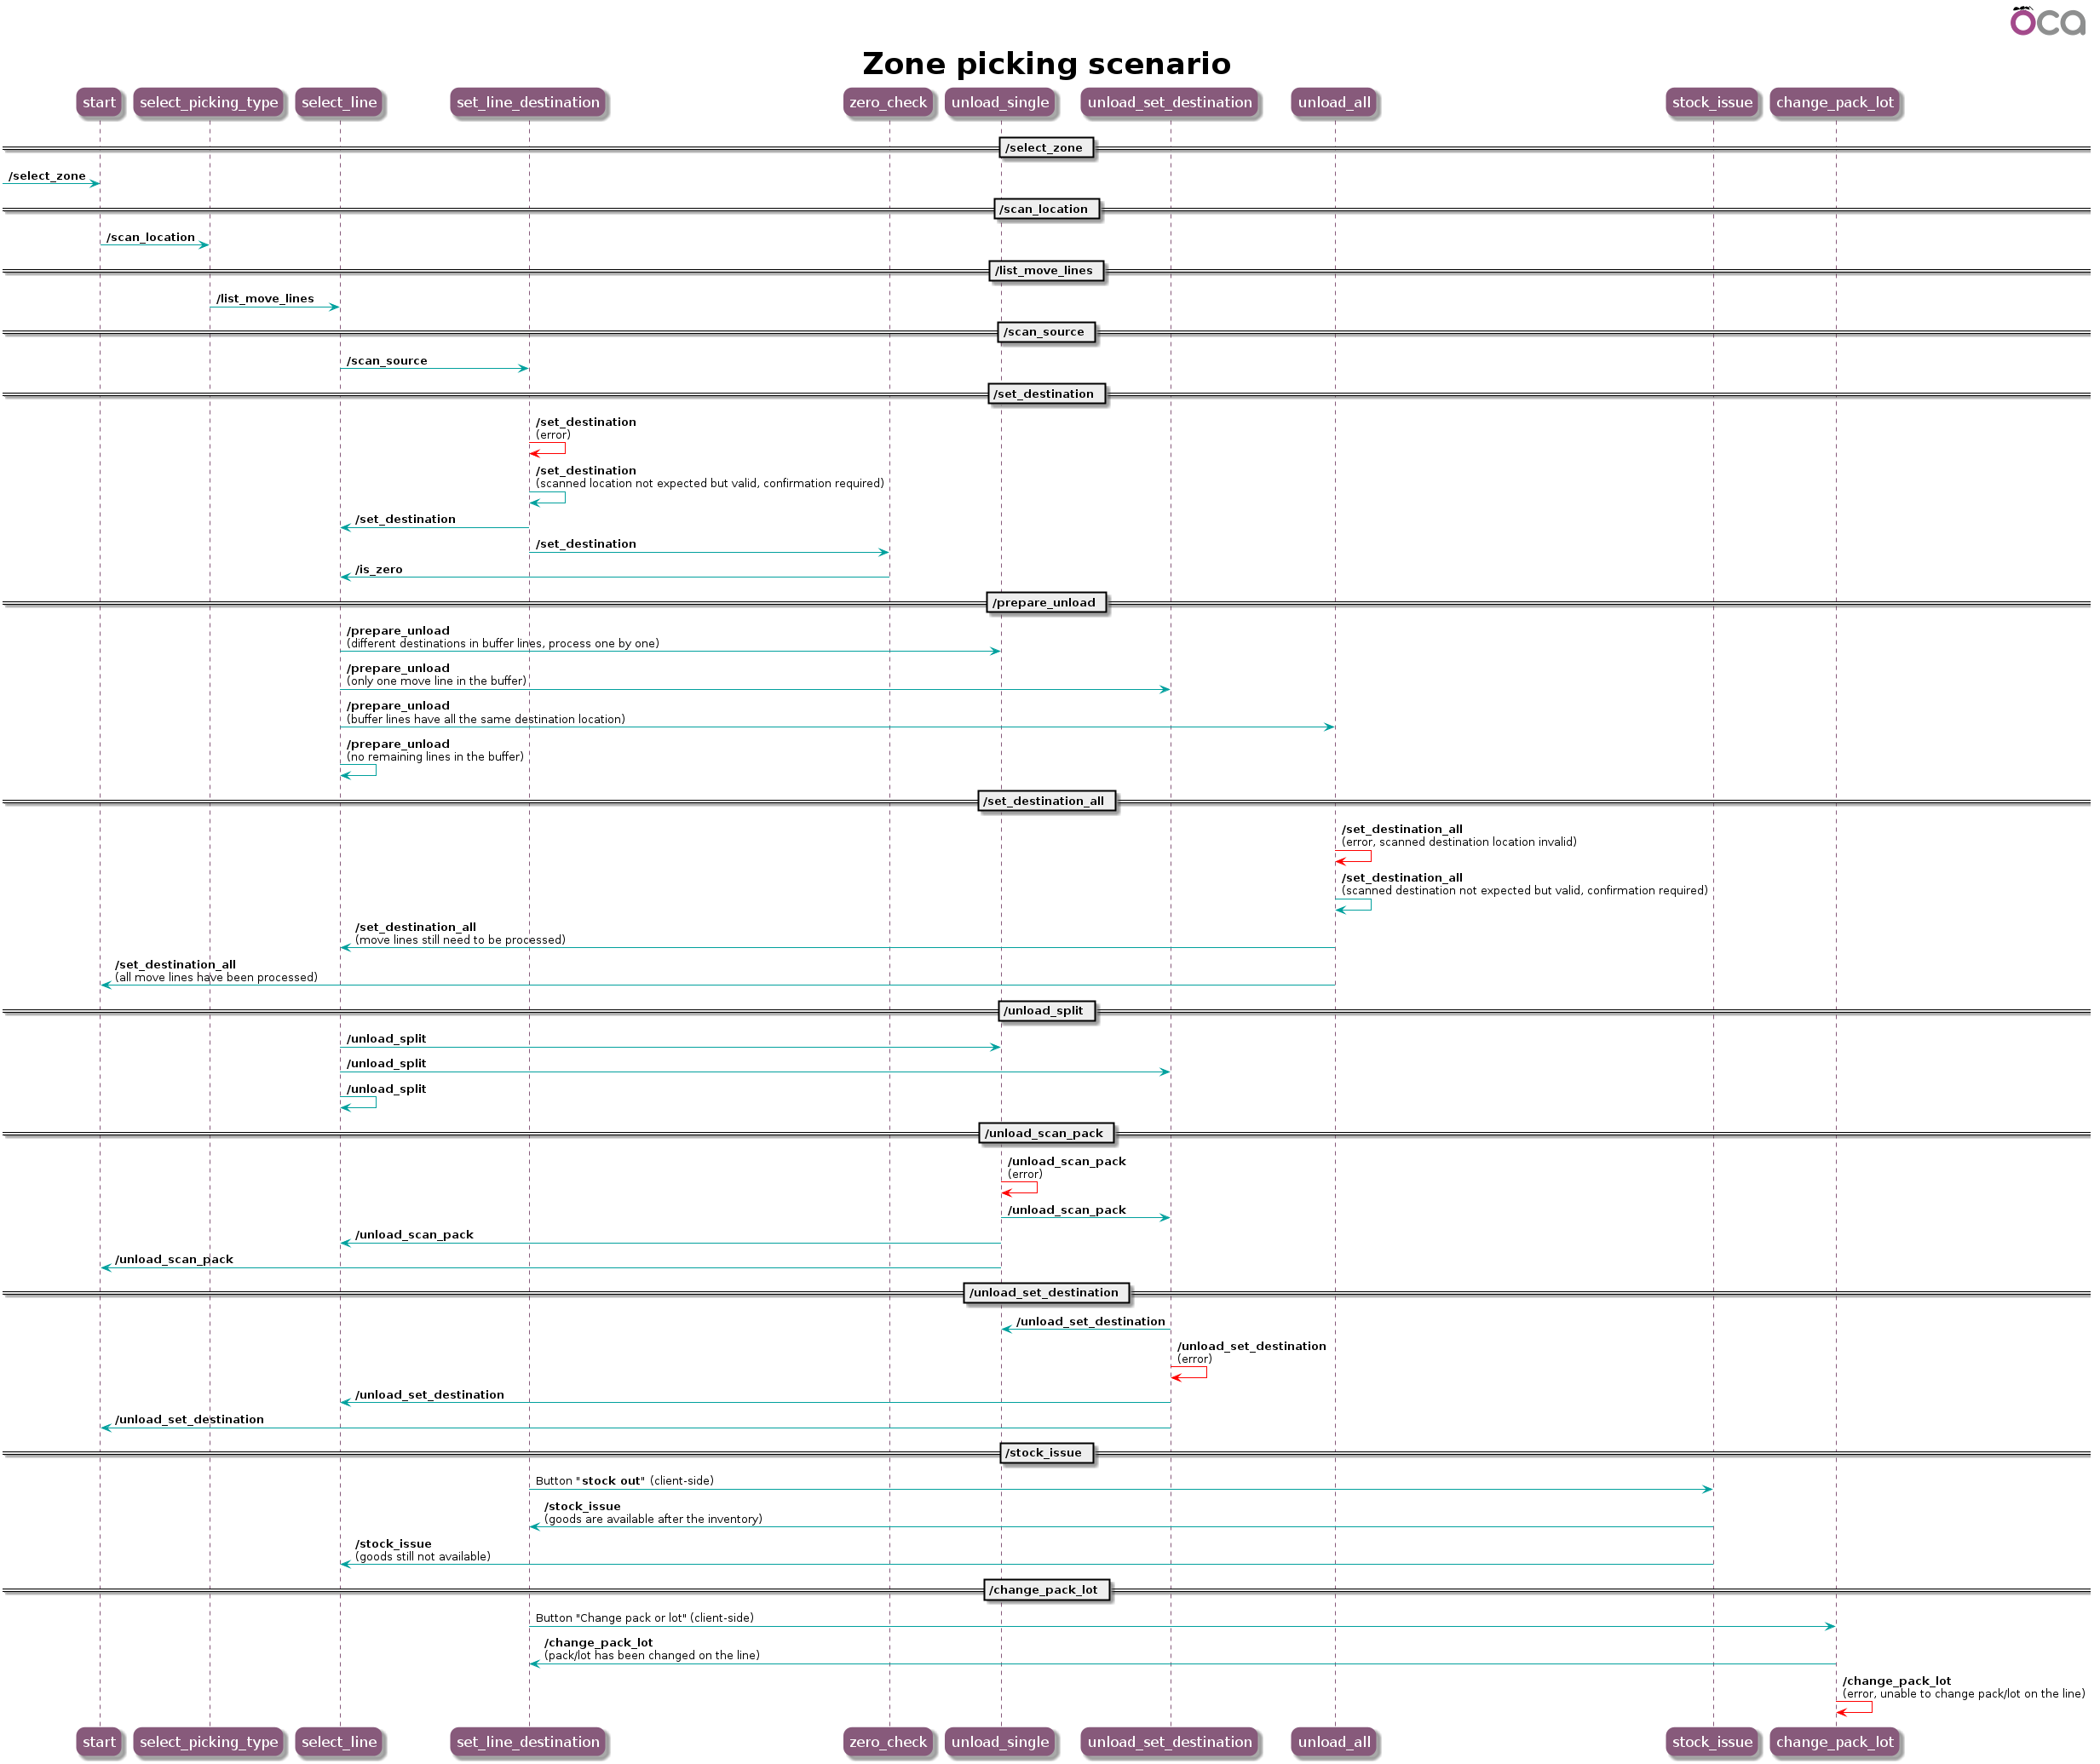 öca
Zone picking scenario
start select_picking_type select_line set_line_destination zero_check unload_single unload_set_destination unload_all stock_issue change_pack_lot
/select_zone
/select_zone
/scan_location
/scan_location
/list_move_lines
/list_move_lines
/scan_source
/scan_source
/set_destination
/set_destination
(error)
/set_destination
(scanned location not expected but valid, confirmation required)
/set_destination
/set_destination
/is_zero
/prepare_unload
/prepare_unload
(different destinations in buffer lines, process one by one)
/prepare_unload
(only one move line in the buffer)
/prepare_unload
(buffer lines have all the same destination location)
/prepare_unload
(no remaining lines in the buffer)
/set_destination_all
/set_destination_all
(error, scanned destination location invalid)
/set_destination_all
(scanned destination not expected but valid, confirmation required)
/set_destination_all
(move lines still need to be processed)
/set_destination_all
(all move lines have been processed)
/unload_split
/unload_split
/unload_split
/unload_split
/unload_scan_pack
/unload_scan_pack
(error)
/unload_scan_pack
/unload_scan_pack
/unload_scan_pack
/unload_set_destination
/unload_set_destination
/unload_set_destination
(error)
/unload_set_destination
/unload_set_destination
/stock_issue
Button "stock out" (client-side)
/stock_issue
(goods are available after the inventory)
/stock_issue
(goods still not available)
/change_pack_lot
Button "Change pack or lot" (client-side)
/change_pack_lot
(pack/lot has been changed on the line)
/change_pack_lot
(error, unable to change pack/lot on the line)
start select_picking_type select_line set_line_destination zero_check unload_single unload_set_destination unload_all stock_issue change_pack_lot